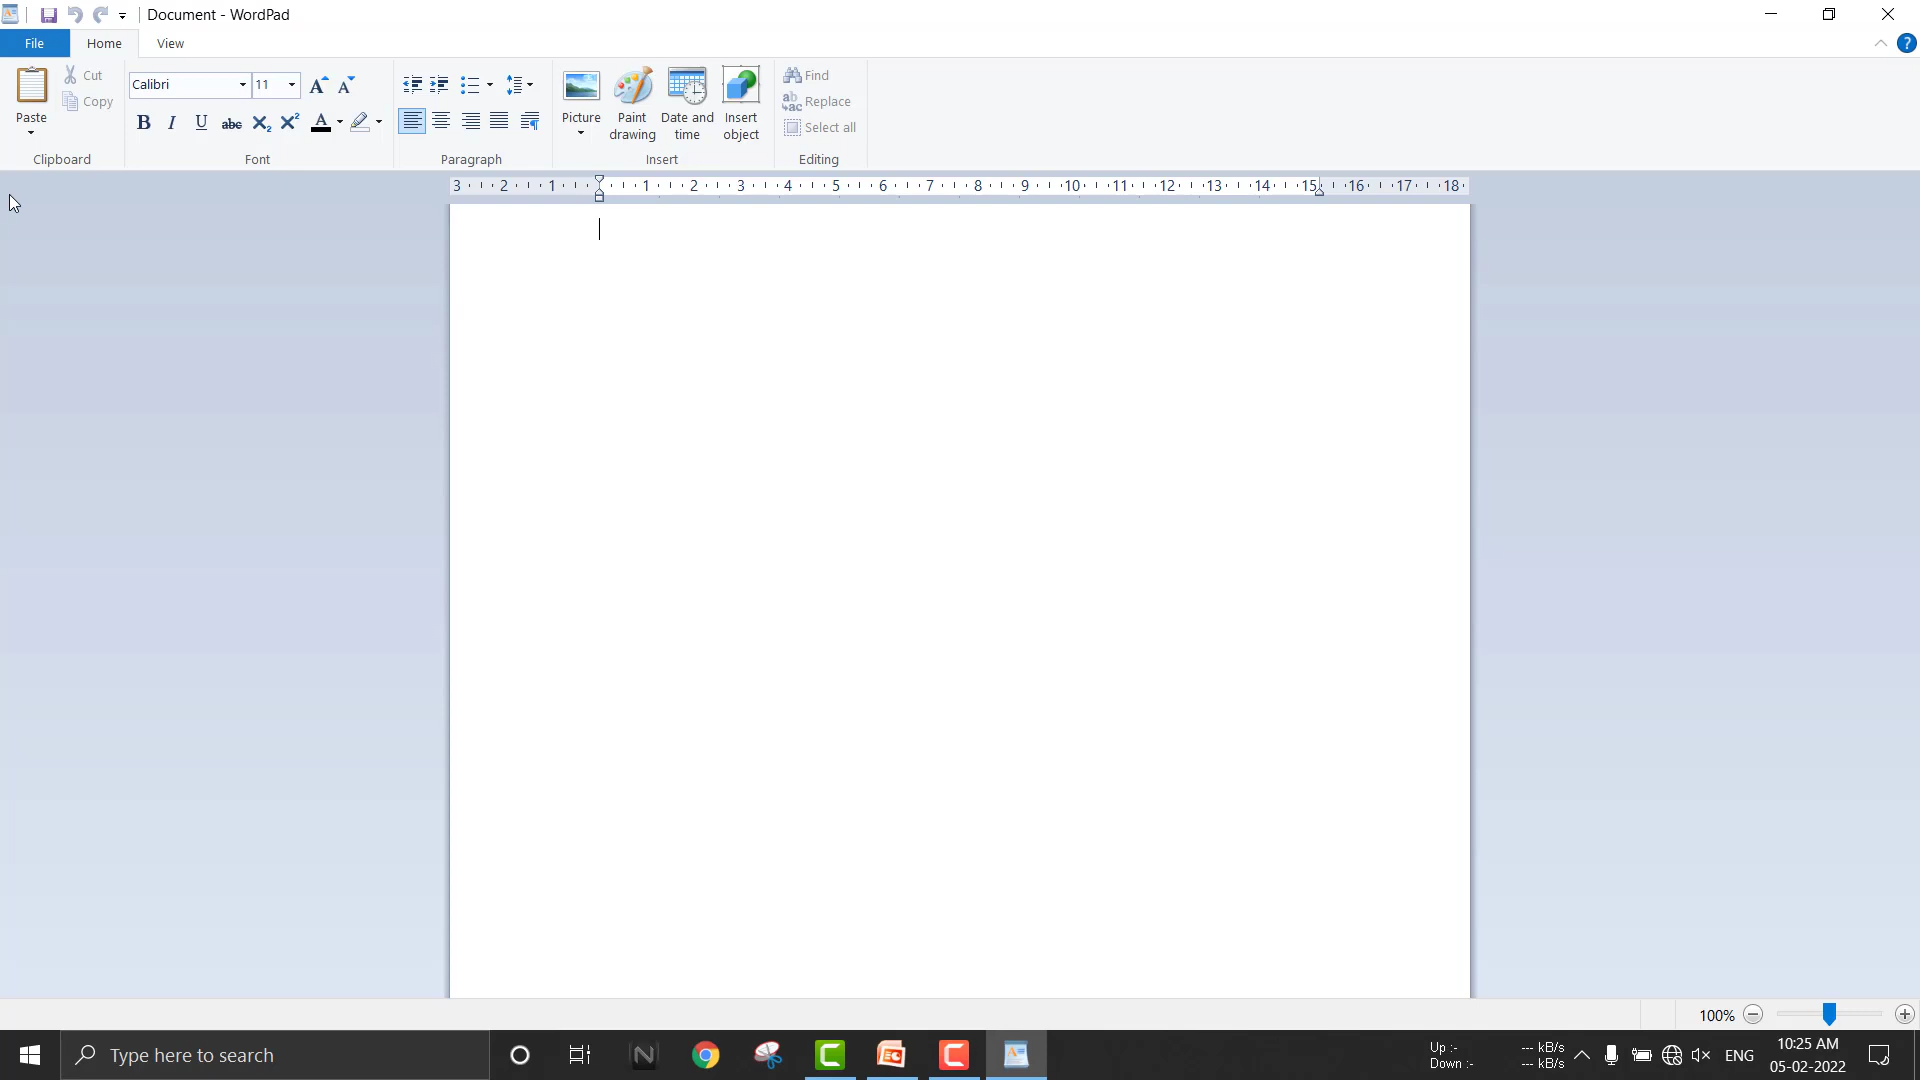 Document - WordPad
File Home View
Paste
Cut
Copy
Clipboard
Calibri 11
B I U abc X₂ X² A
Font
Paragraph
Picture
Paint drawing
Date and time
Insert object
Insert
Find
Replace
Select all
Editing
3 2 1 1 2 3 4 5 6 7 8 9 10 11 12 13 14 15 16 17 18
100%
Type here to search
Up :- --- kB/s
Down :- --- kB/s
ENG
10:25 AM
05-02-2022